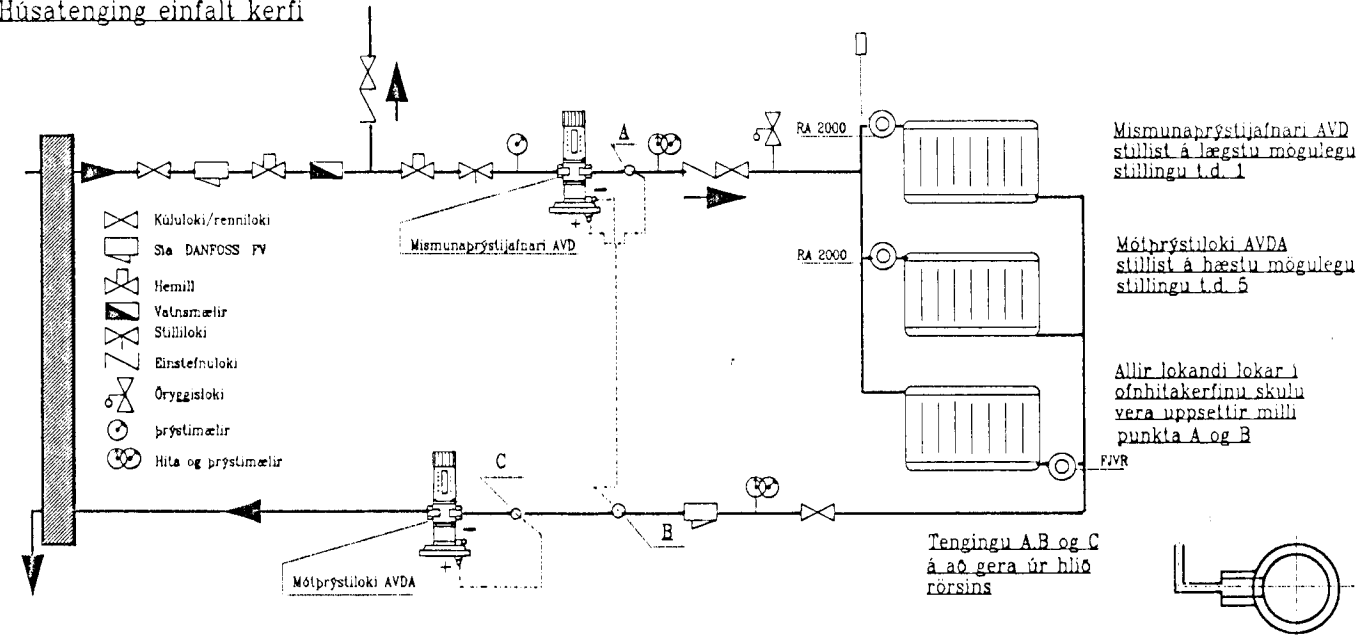 Húsatenging einfalt kerfi
A
RA 2000
Mismunaþrýstijafnari AVD
stillist á lægstu mögulegu
stillingu t.d. 1
Kúluloki/renniloki
Sía DANFOSS FV
Hemill
Vatnsmælir
Stilliloki
Einstefnuloki
Öryggisloki
þrýstimælir
Hita og þrýstimælir
Mismunaþrýstijafnari AVD
RA 2000
Mótþrýstiloki AVDA
stillist á hæstu mögulegu
stillingu t.d. 5
Allir lokandi lokar í
ofnhitakerfinu skulu
vera uppsettir milli
punkta A og B
FJVR
C
B
Mótþrýstiloki AVDA
Tengingu A.B og C
á að gera úr hlið
rörsins